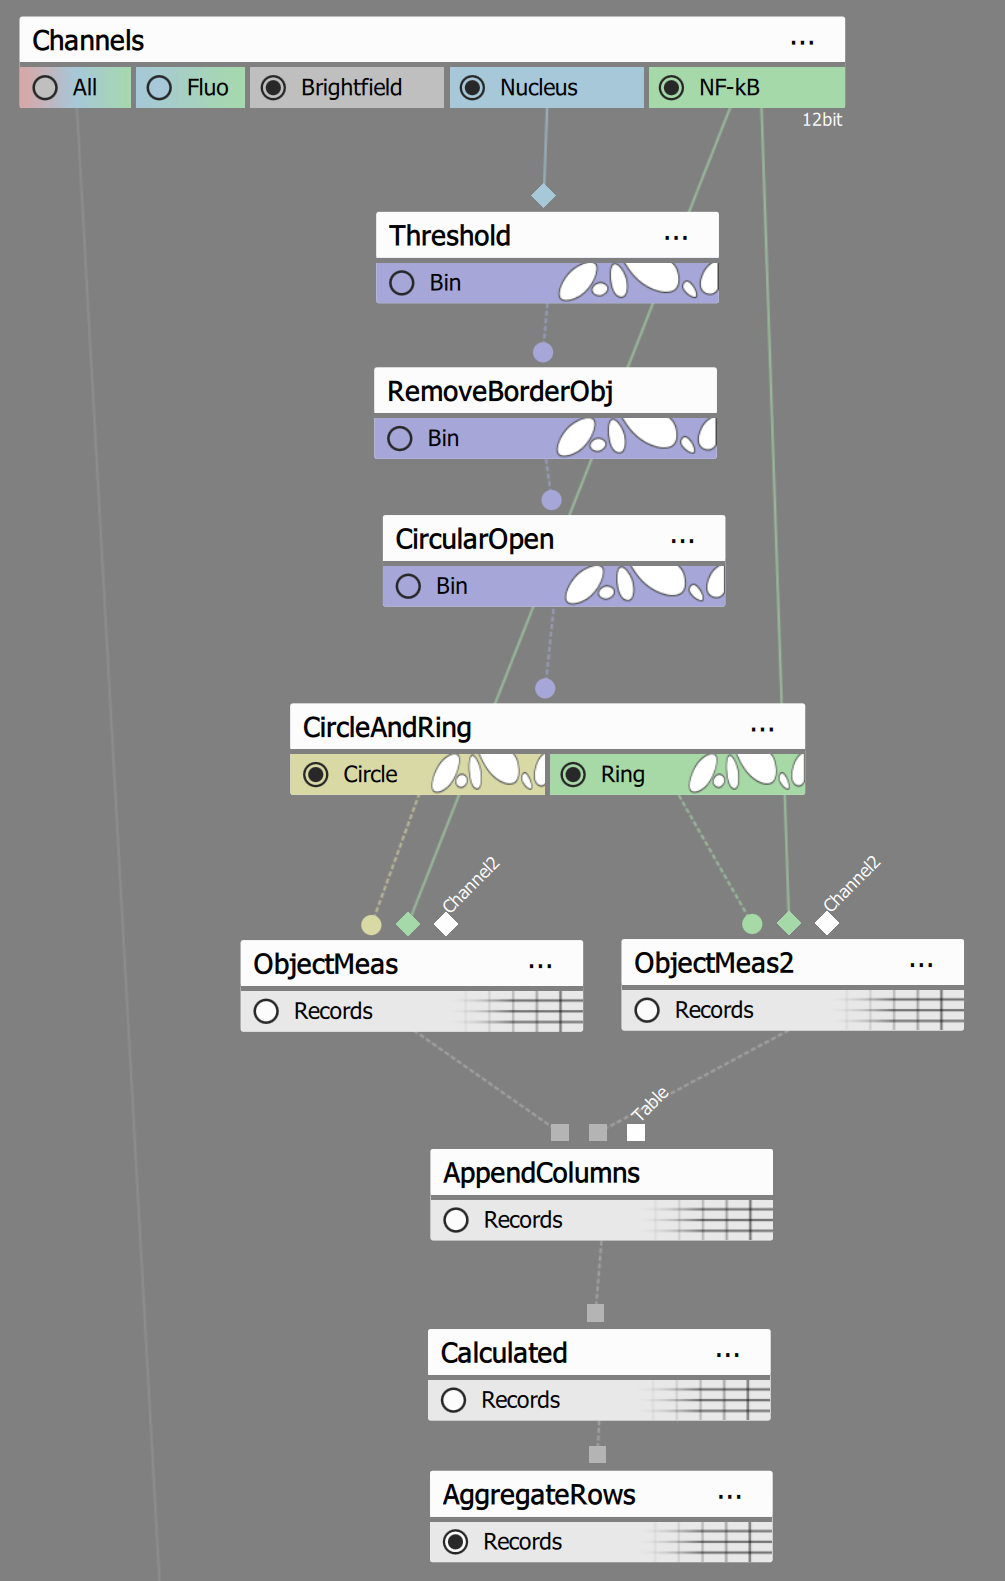 Channels ...
All Fluo Brightfield Nucleus NF-kB
12bit
Threshold ...
Bin
RemoveBorderObj
Bin
CircularOpen ...
Bin
CircleAndRing ...
Circle Ring
Channel2 Channel2
ObjectMeas ... ObjectMeas2 ...
Records Records
Table
AppendColumns
Records
Calculated ...
Records
AggregateRows ...
Records